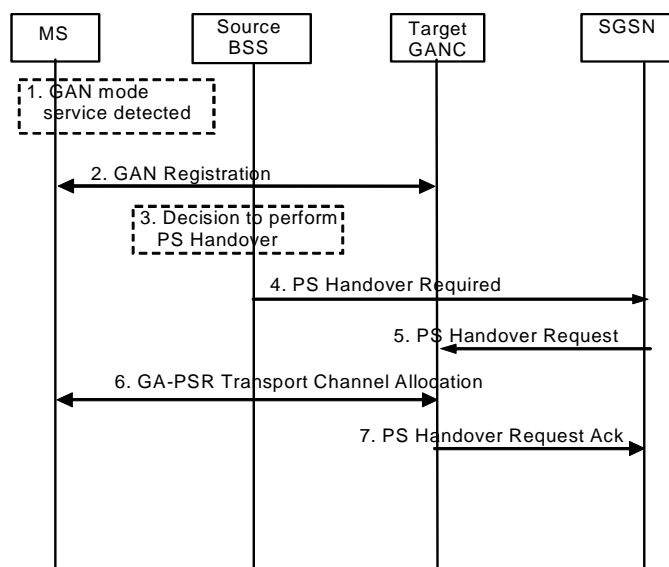 MS
Source
BSS
Target
GANC
SGSN
1. GAN mode
service detected
2. GAN Registration
3. Decision to perform
PS Handover
4. PS Handover Required
5. PS Handover Request
6. GA-PSR Transport Channel Allocation
7. PS Handover Request Ack